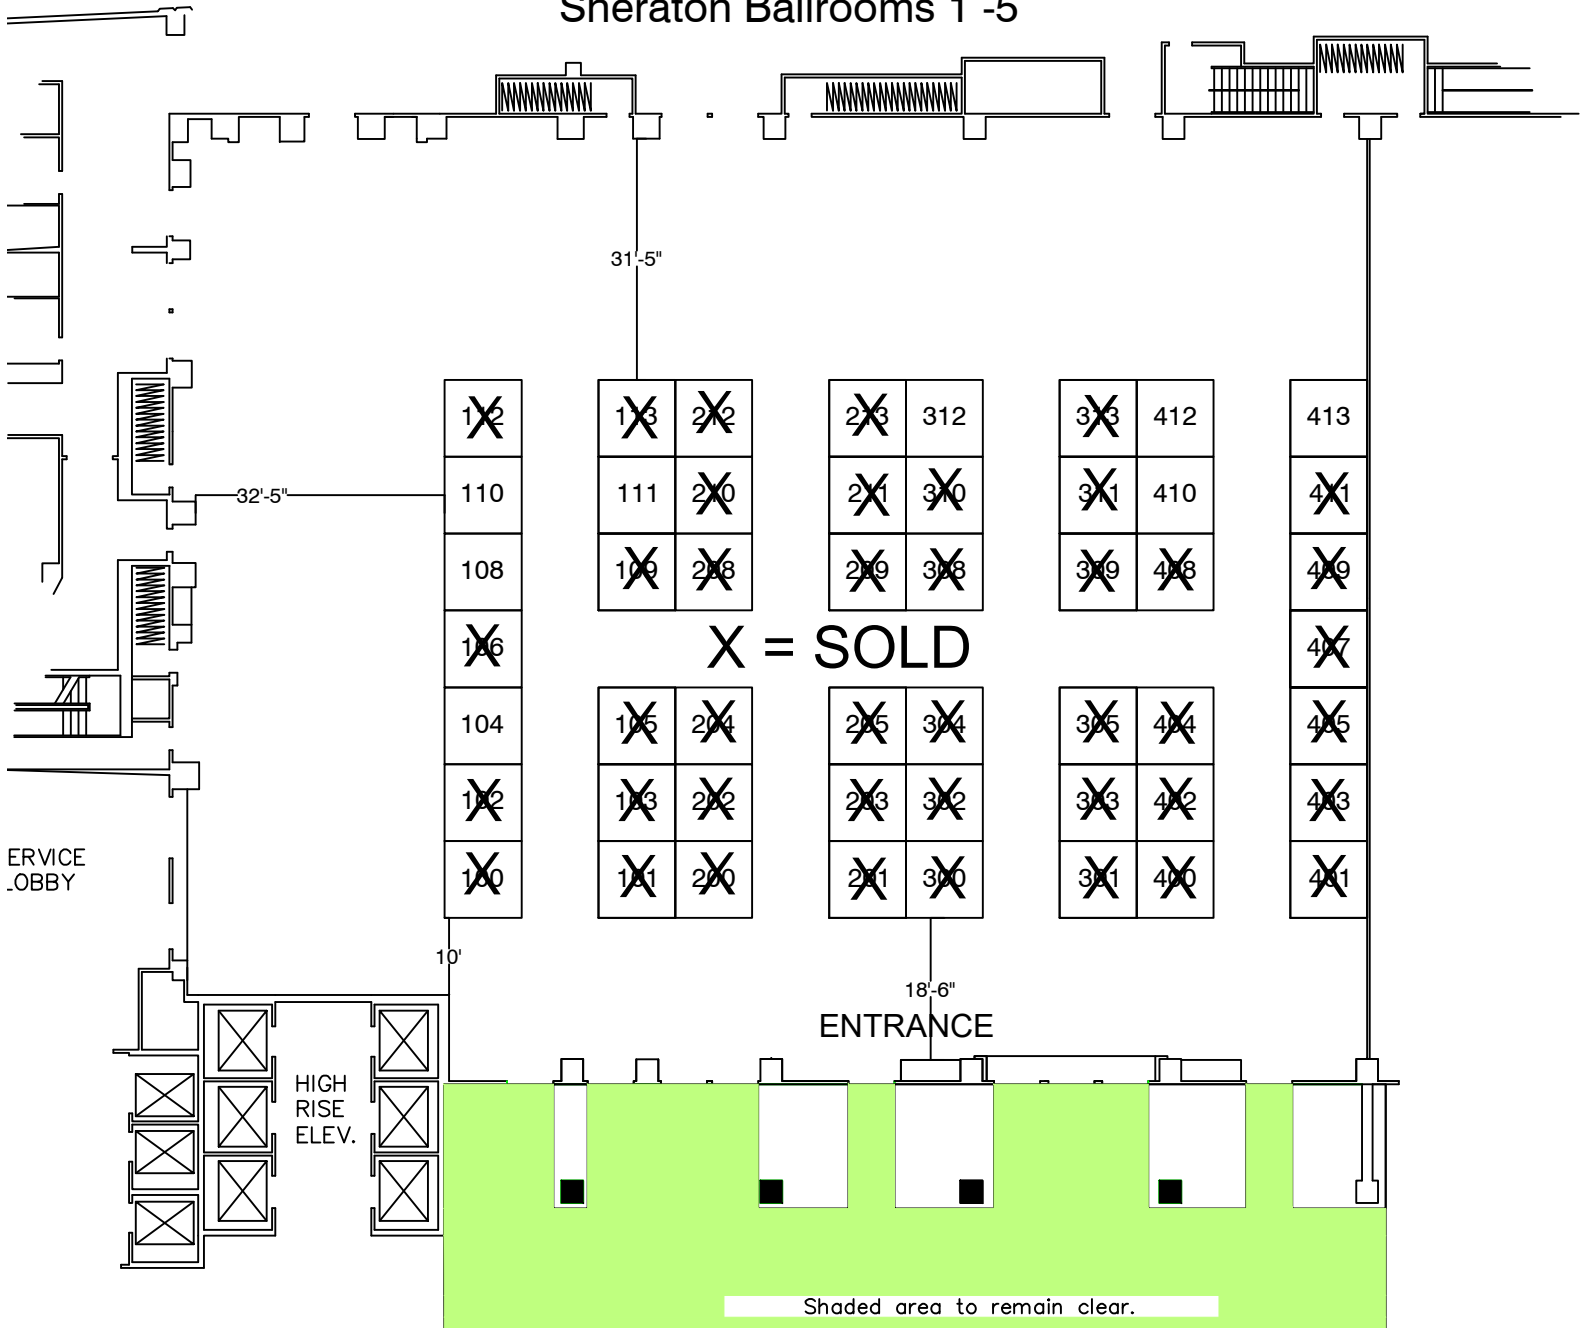 Sheraton Ballrooms 1 -5
31'-5"
112 113 212 213 312 313 412 413
110 111 210 211 310 311 410 411
32'-5"
108 109 208 209 308 309 408 409
106 X = SOLD 407
104 105 204 205 304 305 404 405
102 103 202 203 302 303 402 403
100 101 200 201 300 301 400 401
ERVICE
LOBBY
10'
18'-6"
ENTRANCE
HIGH
RISE
ELEV.
Shaded area to remain clear.